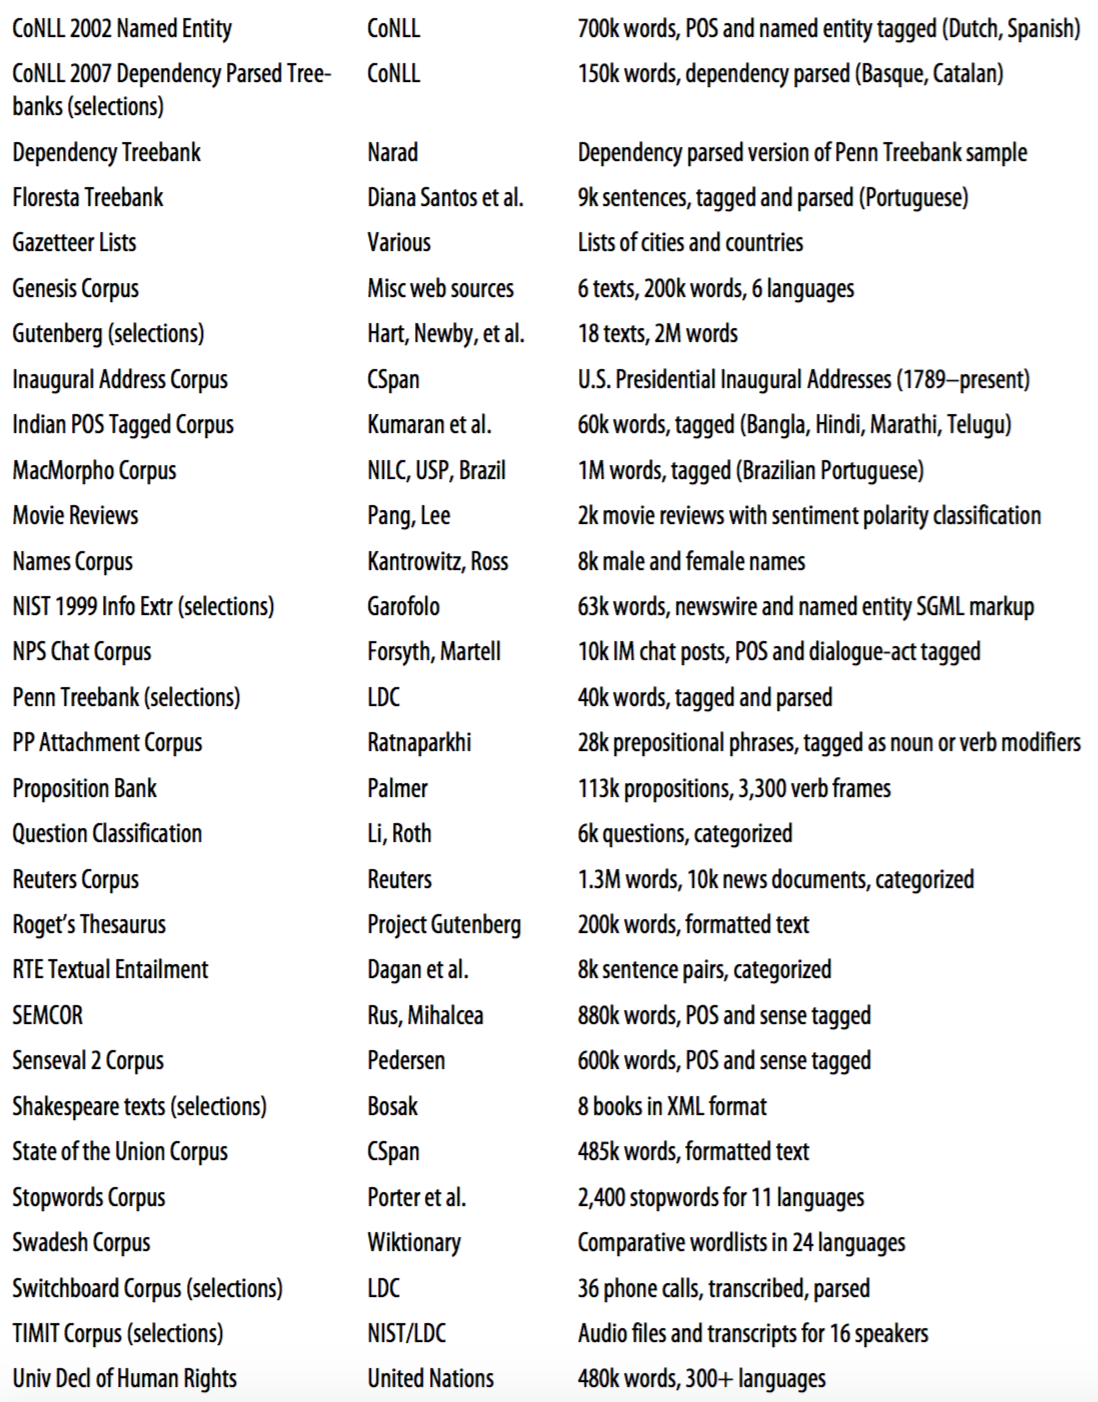 CoNLL 2002 Named Entity CoNLL 700k words, POS and named entity tagged (Dutch, Spanish)
CoNLL 2007 Dependency Parsed Tree- CoNLL 150k words, dependency parsed (Basque, Catalan)
banks (selections)
Dependency Treebank Narad Dependency parsed version of Penn Treebank sample
Floresta Treebank Diana Santos et al. 9k sentences, tagged and parsed (Portuguese)
Gazetteer Lists Various Lists of cities and countries
Genesis Corpus Misc web sources 6 texts, 200k words, 6 languages
Gutenberg (selections) Hart, Newby, et al. 18 texts, 2M words
Inaugural Address Corpus CSpan U.S. Presidential Inaugural Addresses (1789–present)
Indian POS Tagged Corpus Kumaran et al. 60k words, tagged (Bangla, Hindi, Marathi, Telugu)
MacMorpho Corpus NILC, USP, Brazil 1M words, tagged (Brazilian Portuguese)
Movie Reviews Pang, Lee 2k movie reviews with sentiment polarity classification
Names Corpus Kantrowitz, Ross 8k male and female names
NIST 1999 Info Extr (selections) Garofolo 63k words, newswire and named entity SGML markup
NPS Chat Corpus Forsyth, Martell 10k IM chat posts, POS and dialogue-act tagged
Penn Treebank (selections) LDC 40k words, tagged and parsed
PP Attachment Corpus Ratnaparkhi 28k prepositional phrases, tagged as noun or verb modifiers
Proposition Bank Palmer 113k propositions, 3,300 verb frames
Question Classification Li, Roth 6k questions, categorized
Reuters Corpus Reuters 1.3M words, 10k news documents, categorized
Roget’s Thesaurus Project Gutenberg 200k words, formatted text
RTE Textual Entailment Dagan et al. 8k sentence pairs, categorized
SEMCOR Rus, Mihalcea 880k words, POS and sense tagged
Senseval 2 Corpus Pedersen 600k words, POS and sense tagged
Shakespeare texts (selections) Bosak 8 books in XML format
State of the Union Corpus CSpan 485k words, formatted text
Stopwords Corpus Porter et al. 2,400 stopwords for 11 languages
Swadesh Corpus Wiktionary Comparative wordlists in 24 languages
Switchboard Corpus (selections) LDC 36 phone calls, transcribed, parsed
TIMIT Corpus (selections) NIST/LDC Audio files and transcripts for 16 speakers
Univ Decl of Human Rights United Nations 480k words, 300+ languages